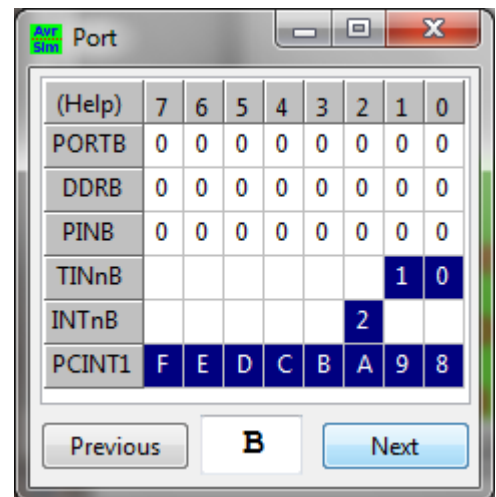 Avr Sim Port
(Help) 7 6 5 4 3 2 1 0
PORTB 0 0 0 0 0 0 0 0
DDRB 0 0 0 0 0 0 0 0
PINB 0 0 0 0 0 0 0 0
TINnB 1 0
INTnB 2
PCINT1 F E D C B A 9 8
Previous B Next